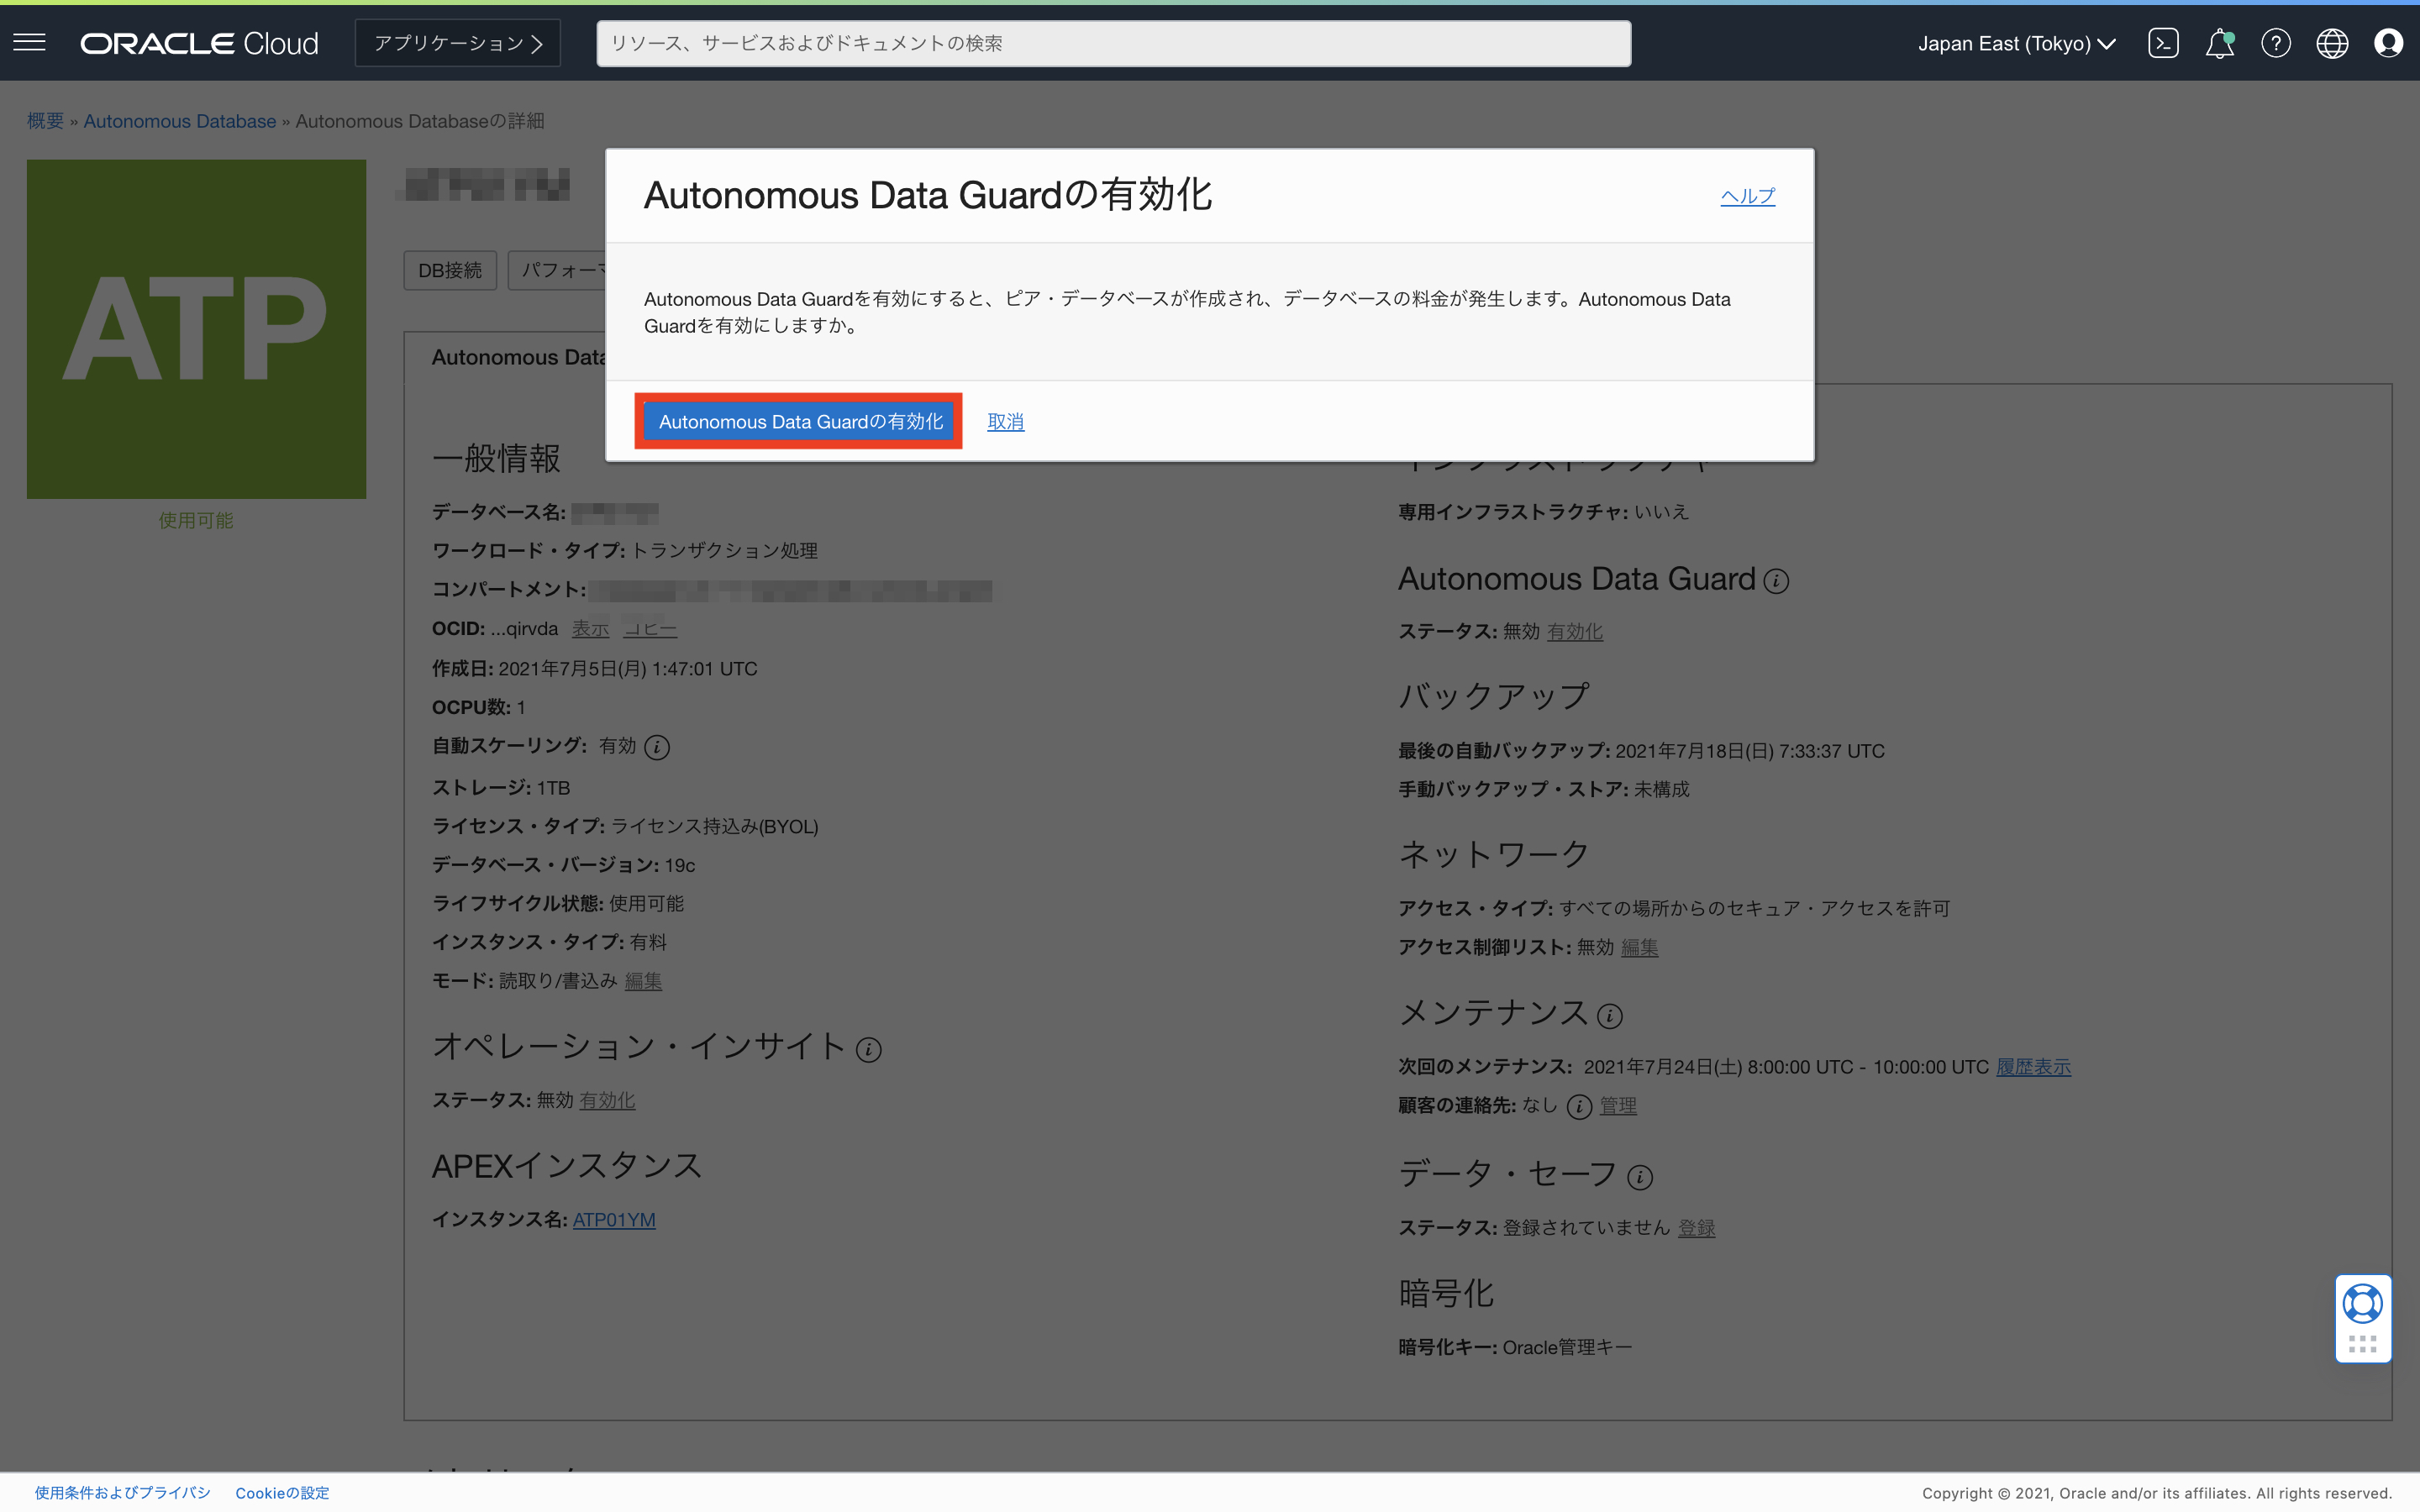 ORACLE Cloud
アプリケーション
リソース、サービスおよびドキュメントの検索
Japan East (Tokyo)
概要 » Autonomous Database » Autonomous Databaseの詳細
ATP
使用可能
DB接続
パフォーマ
Autonomous Data Guardの有効化
ヘルプ
Autonomous Data Guardを有効にすると、ピア・データベースが作成され、データベースの料金が発生します。Autonomous Data
Guardを有効にしますか。
Autonomous Data Guardの有効化
取消
Autonomous Data
一般情報
データベース名:
ワークロード・タイプ: トランザクション処理
コンパートメント:
OCID: ...qirvda 表示 コピー
作成日: 2021年7月5日(月) 1:47:01 UTC
OCPU数: 1
自動スケーリング: 有効
ストレージ: 1TB
ライセンス・タイプ: ライセンス持込み(BYOL)
データベース・バージョン: 19c
ライフサイクル状態: 使用可能
インスタンス・タイプ: 有料
モード: 読取り/書込み 編集
オペレーション・インサイト
ステータス: 無効 有効化
APEXインスタンス
インスタンス名: ATP01YM
インフラストラクチャ
専用インフラストラクチャ: いいえ
Autonomous Data Guard
ステータス: 無効 有効化
バックアップ
最後の自動バックアップ: 2021年7月18日(日) 7:33:37 UTC
手動バックアップ・ストア: 未構成
ネットワーク
アクセス・タイプ: すべての場所からのセキュア・アクセスを許可
アクセス制御リスト: 無効 編集
メンテナンス
次回のメンテナンス: 2021年7月24日(土) 8:00:00 UTC - 10:00:00 UTC 履歴表示
顧客の連絡先: なし 管理
データ・セーフ
ステータス: 登録されていません 登録
暗号化
暗号化キー: Oracle管理キー
使用条件およびプライバシ
Cookieの設定
Copyright © 2021, Oracle and/or its affiliates. All rights reserved.